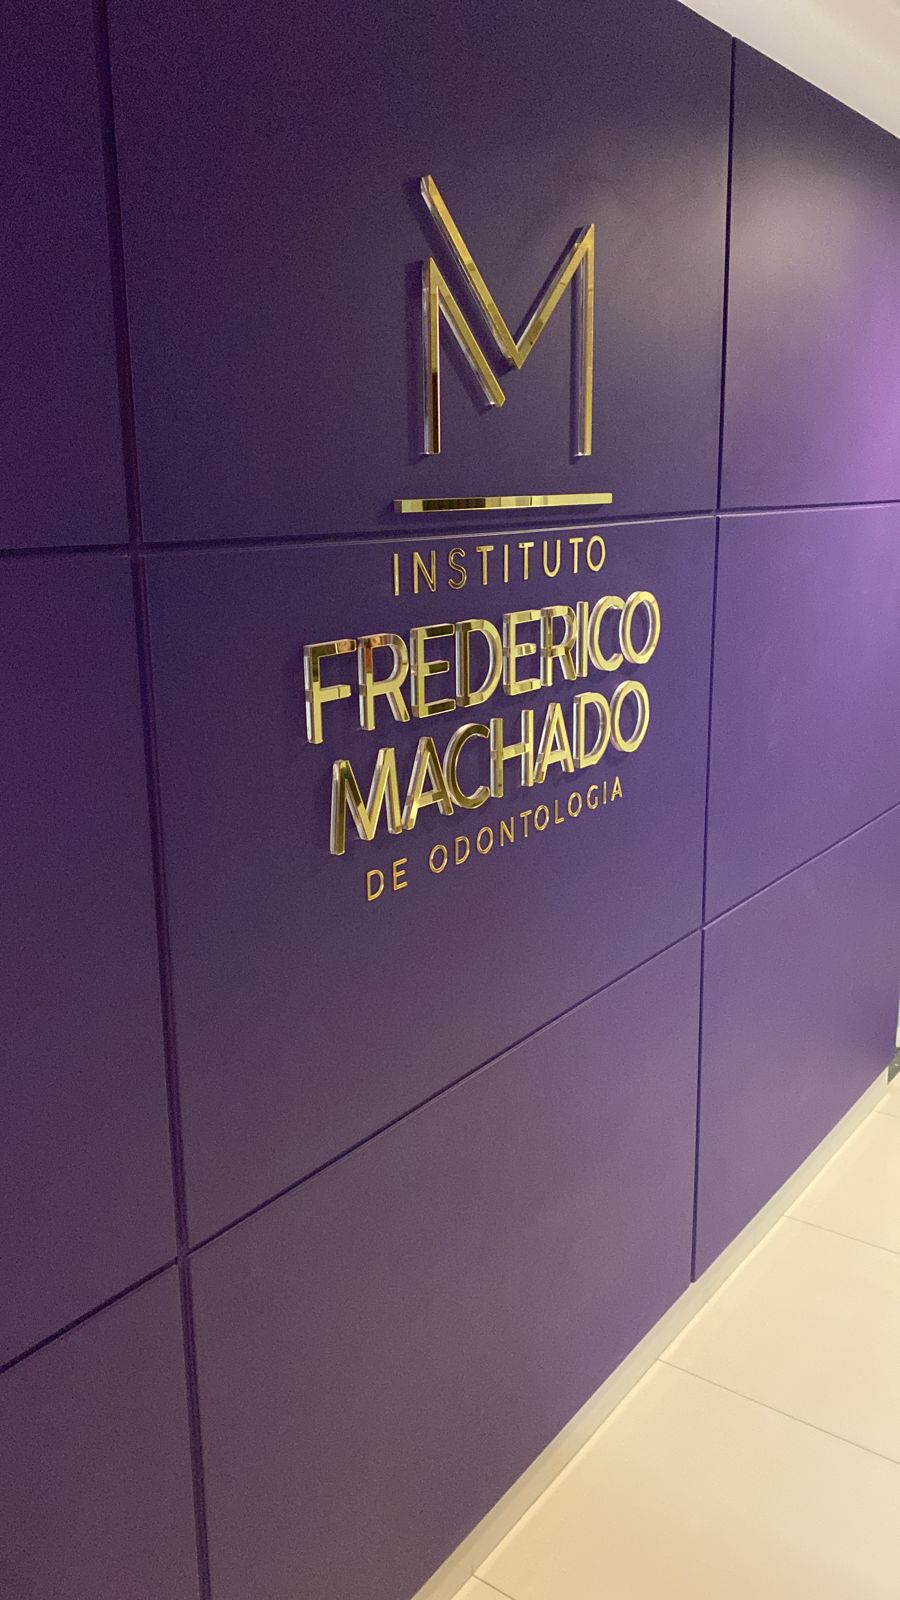 M
INSTITUTO
FREDERICO
MACHADO
DE ODONTOLOGIA